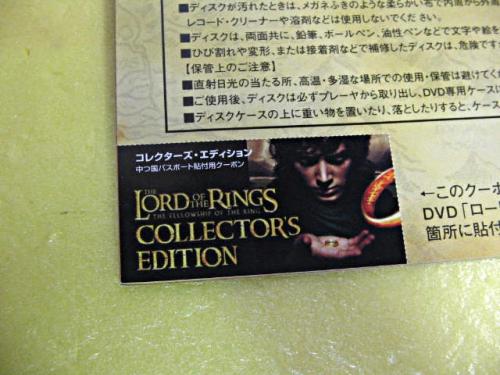 ■ディスクが汚れたときは、メガネふきのような柔らかい布で内周から外周
レコード・クリーナーや溶剤などは使用しないでください。
■ディスクは、両面共に、鉛筆、ボールペン、油性ペンなどで文字や絵を
■ひび割れや変形、または接着剤などで補修したディスクは、危険です
【保管上のご注意】
■直射日光の当たる所、高温・多湿な場所での使用・保管は避けてくだ
■ご使用後、ディスクは必ずプレーヤから取り出し、DVD専用ケースに
■ディスクケースの上に重い物を置いたり、落としたりすると、ケース
コレクターズ・エディション
中つ国パスポート貼付用クーポン
THE
LORD OF THE RINGS
THE FELLOWSHIP OF THE RING
COLLECTOR'S
EDITION
←このクーポ
DVD「ロー
箇所に貼付